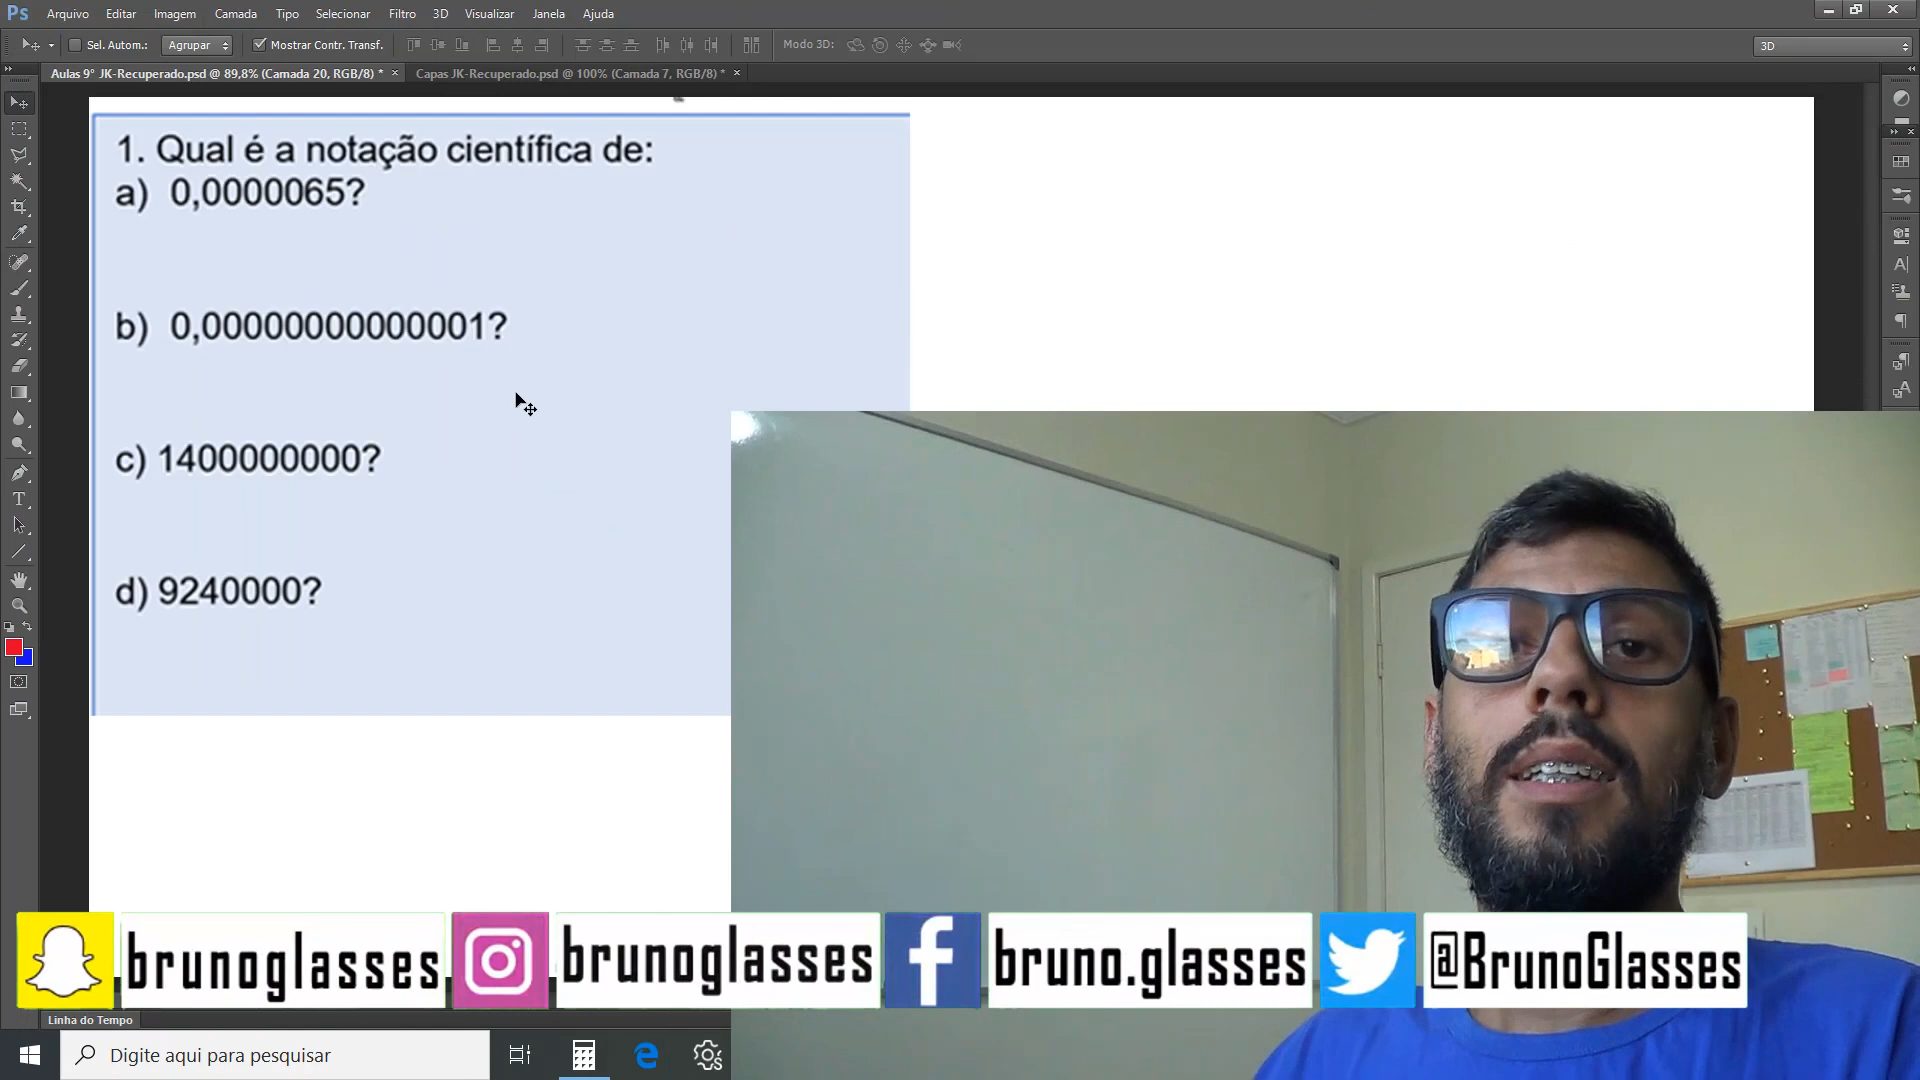 Ps Arquivo Editar Imagem Camada Tipo Selecionar Filtro 3D Visualizar Janela Ajuda
Sel. Autom.: Agrupar Mostrar Contr. Transf. Modo 3D: 3D
Aulas 9° JK-Recuperado.psd @ 89,8% (Camada 20, RGB/8) * × Capas JK-Recuperado.psd @ 100% (Camada 7, RGB/8) * ×
1. Qual é a notação científica de:
a) 0,0000065?
b) 0,00000000000001?
c) 1400000000?
d) 9240000?
brunoglasses brunoglasses bruno.glasses @BrunoGlasses
Linha do Tempo
Digite aqui para pesquisar